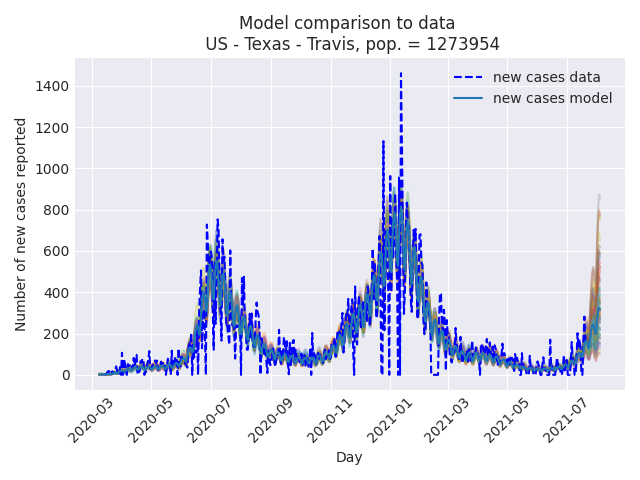 Model comparison to data
US - Texas - Travis, pop. = 1273954
new cases data
new cases model
Number of new cases reported
1400
1200
1000
800
600
400
200
0
2020-03
2020-05
2020-07
2020-09
2020-11
2021-01
2021-03
2021-05
2021-07
Day